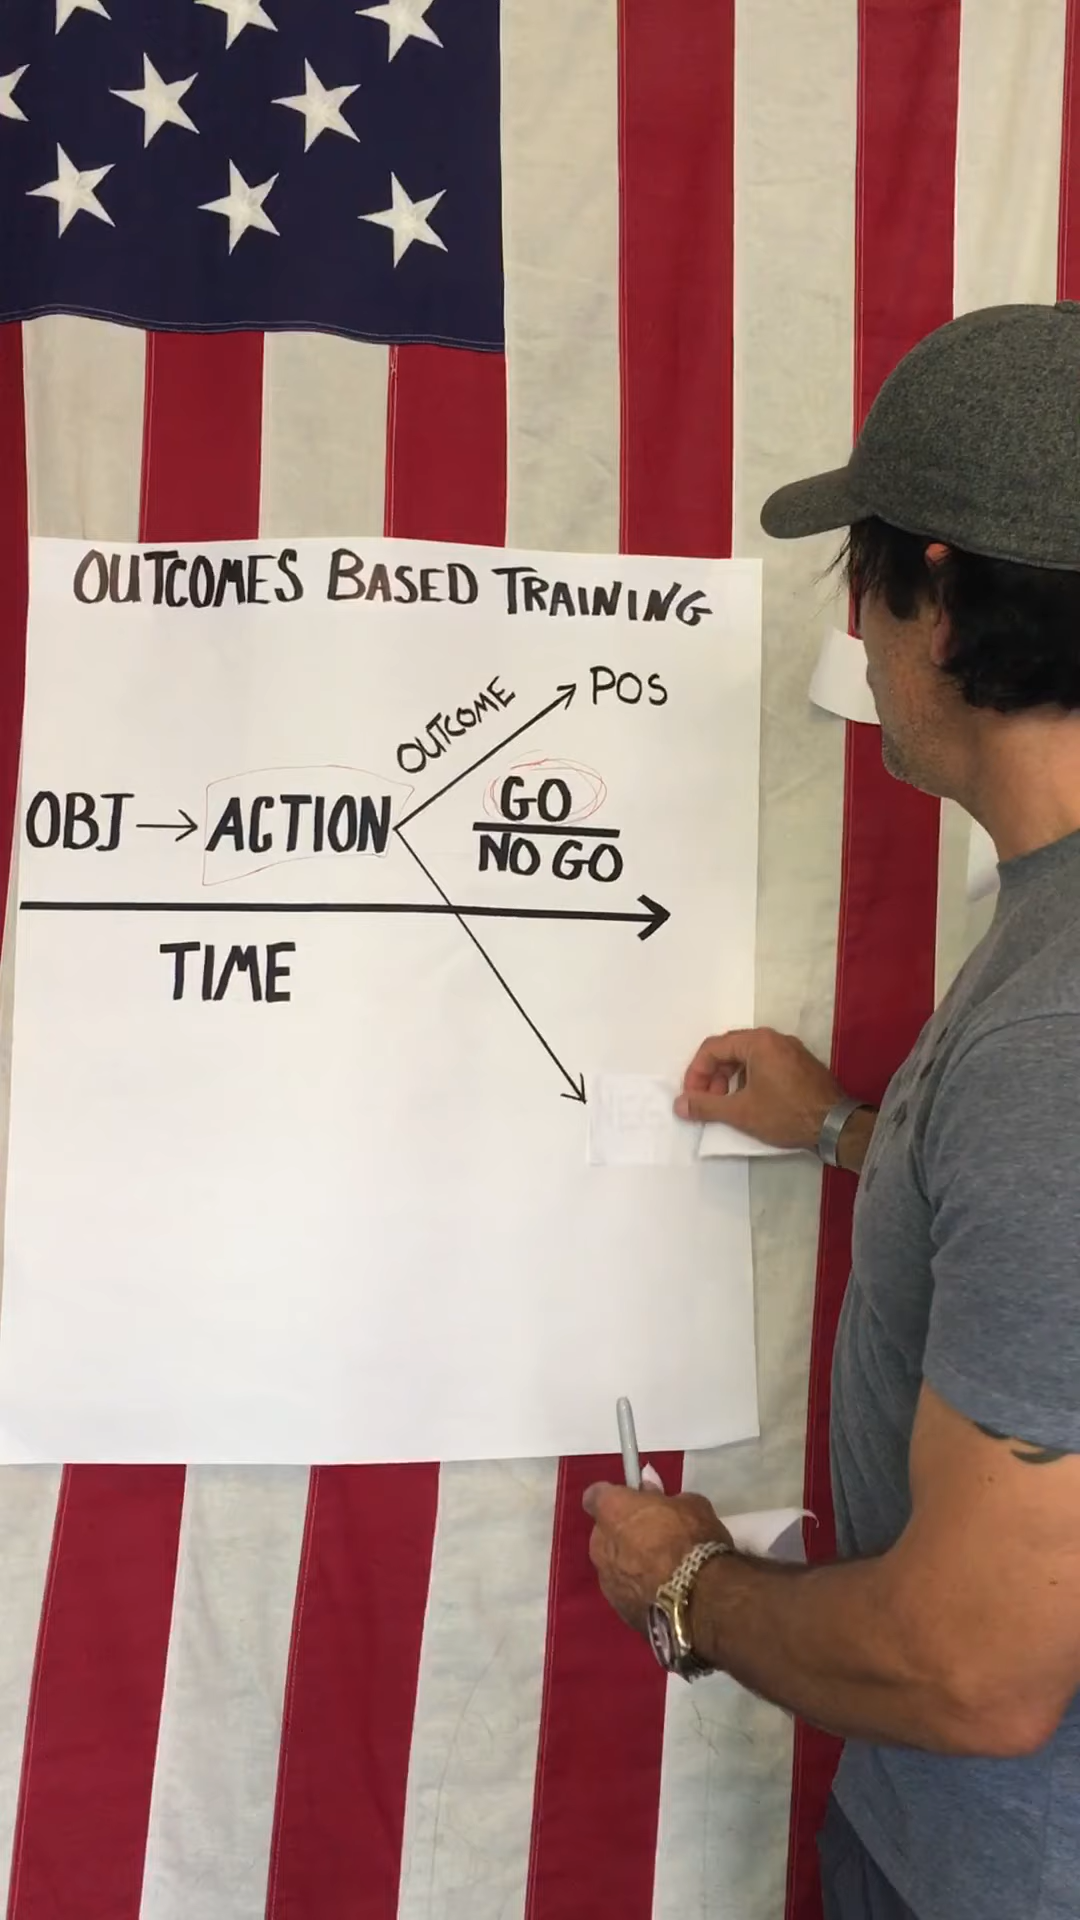 OUTCOMES BASED TRAINING
OUTCOME
POS
OBJ → ACTION
GO
NO GO
TIME